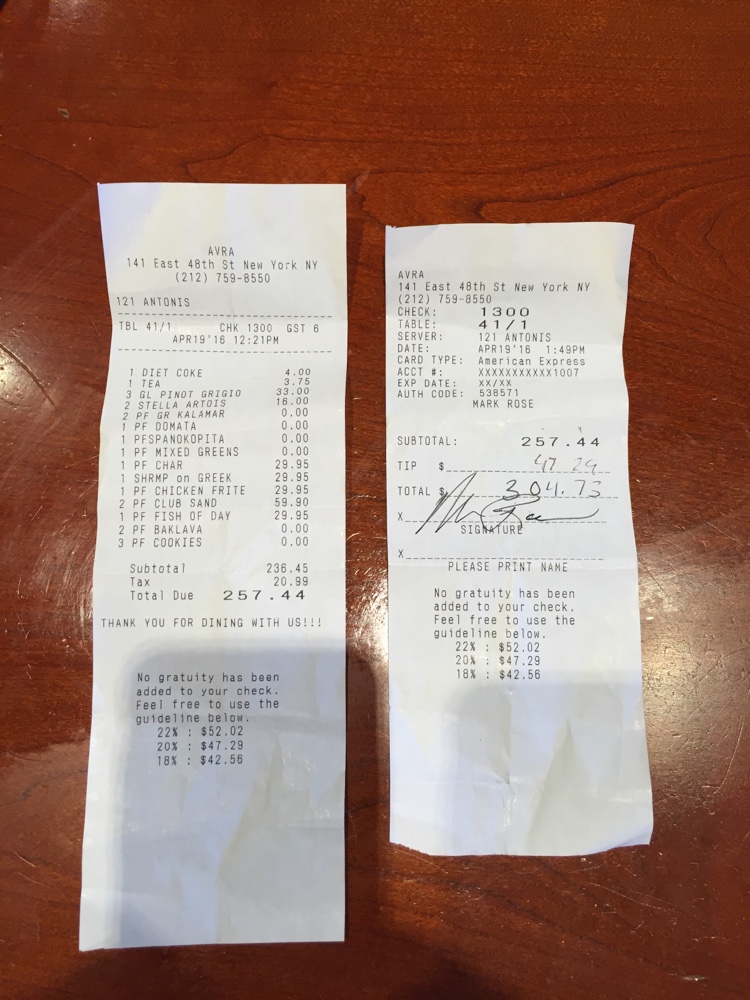 AVRA
141 East 48th St New York NY
(212) 759-8550
121 ANTONIS
TBL 41/1 CHK 1300 GST 6
APR19'16 12:21PM
1 DIET COKE 4.00
1 TEA 3.75
3 GL PINOT GRIGIO 33.00
2 STELLA ARTOIS 16.00
2 PF GR KALAMAR 0.00
1 PF DOMATA 0.00
1 PFSPANOKOPITA 0.00
1 PF MIXED GREENS 0.00
1 PF CHAR 29.95
1 SHRMP on GREEK 29.95
1 PF CHICKEN FRITE 29.95
2 PF CLUB SAND 59.90
1 PF FISH OF DAY 29.95
2 PF BAKLAVA 0.00
3 PF COOKIES 0.00
Subtotal 236.45
Tax 20.99
Total Due 257.44
THANK YOU FOR DINING WITH US!!!
No gratuity has been
added to your check.
Feel free to use the
guideline below.
22% : $52.02
20% : $47.29
18% : $42.56
AVRA
141 East 48th St New York NY
(212) 759-8550
CHECK: 1300
TABLE: 41/1
SERVER: 121 ANTONIS
DATE: APR19'16 1:49PM
CARD TYPE: American Express
ACCT #: XXXXXXXXXXX1007
EXP DATE: XX/XX
AUTH CODE: 538571
MARK ROSE
SUBTOTAL: 257.44
TIP $ 47.29
TOTAL $ 304.73
X
SIGNATURE
X
PLEASE PRINT NAME
No gratuity has been
added to your check.
Feel free to use the
guideline below.
22% : $52.02
20% : $47.29
18% : $42.56